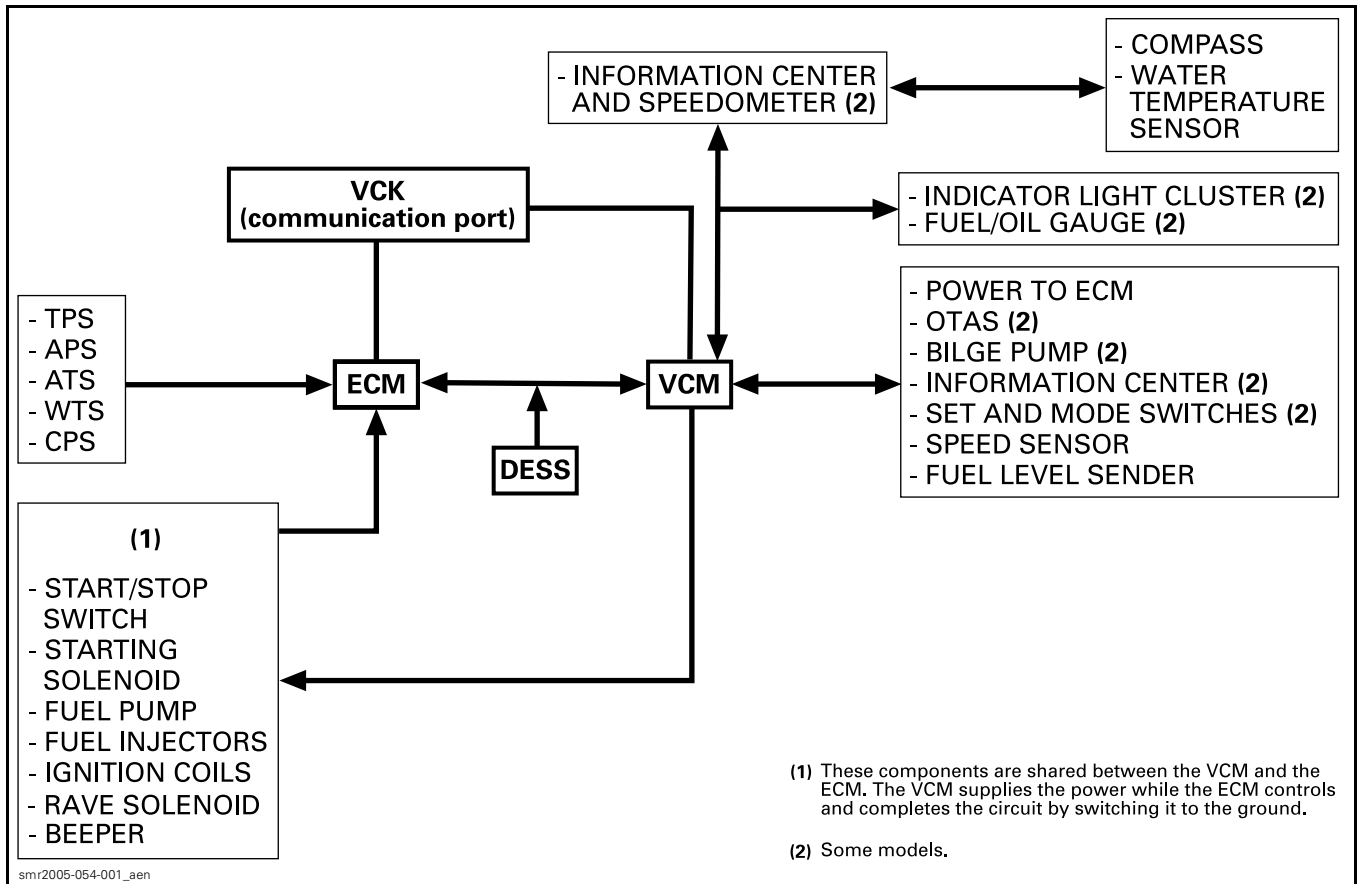 - INFORMATION CENTER
AND SPEEDOMETER (2)
- COMPASS
- WATER
TEMPERATURE
SENSOR
VCK
(communication port)
- INDICATOR LIGHT CLUSTER (2)
- FUEL/OIL GAUGE (2)
- TPS
- APS
- ATS
- WTS
- CPS
ECM
VCM
DESS
- POWER TO ECM
- OTAS (2)
- BILGE PUMP (2)
- INFORMATION CENTER (2)
- SET AND MODE SWITCHES (2)
- SPEED SENSOR
- FUEL LEVEL SENDER
(1)
- START/STOP
SWITCH
- STARTING
SOLENOID
- FUEL PUMP
- FUEL INJECTORS
- IGNITION COILS
- RAVE SOLENOID
- BEEPER
(1) These components are shared between the VCM and the
ECM. The VCM supplies the power while the ECM controls
and completes the circuit by switching it to the ground.
(2) Some models.
smr2005-054-001_aen